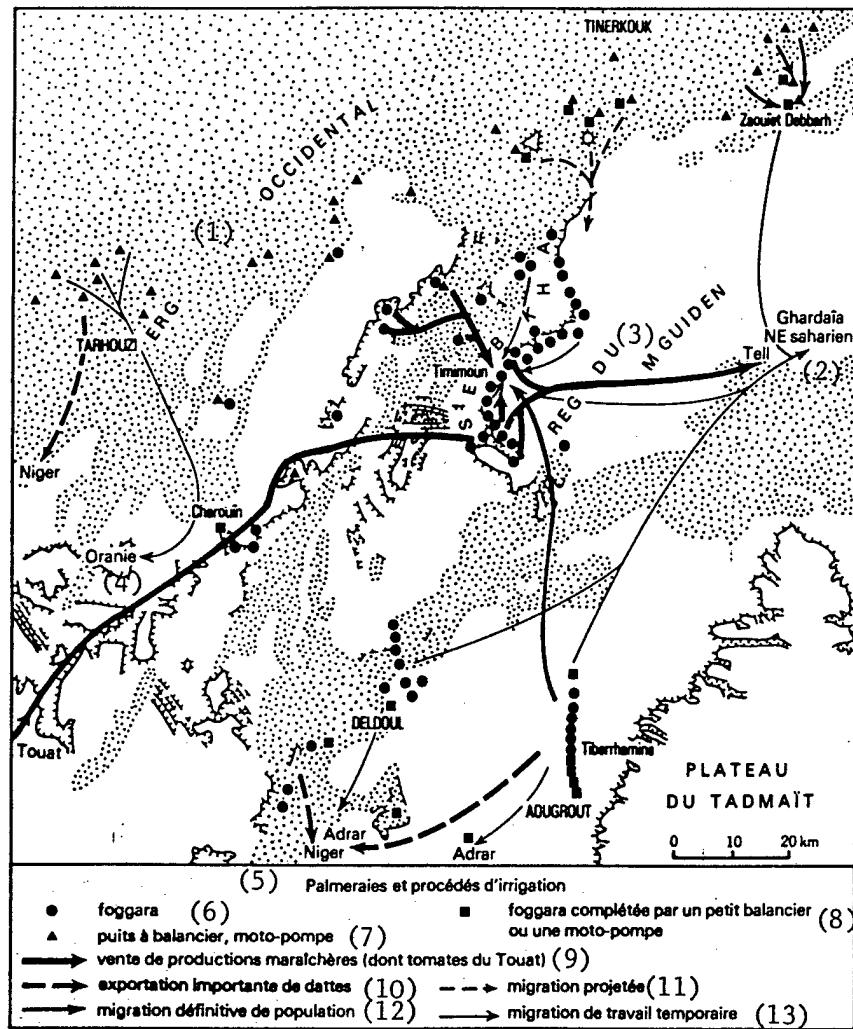 TINERKOUK
Zaouiet Debbarh
OCCIDENTAL
(1)
ERG
TARHOUZI
SEBKHA
(3)
REG DU M'GUIDEN
Ghardaïa
NE saharien
Tell
(2)
Timimoun
Niger
Charouïn
Oranie
(4)
Touat
DELDOUL
Tiberrhamine
AOUGROUT
PLATEAU
DU TADMAÏT
Adrar
Niger
Adrar
0 10 20 km
(5) Palmeraies et procédés d'irrigation
foggara (6)
foggara complétée par un petit balancier
ou une moto-pompe (8)
puits à balancier, moto-pompe (7)
vente de productions maraîchères (dont tomates du Touat) (9)
exportation importante de dattes (10)
migration projetée (11)
migration définitive de population (12)
migration de travail temporaire (13)